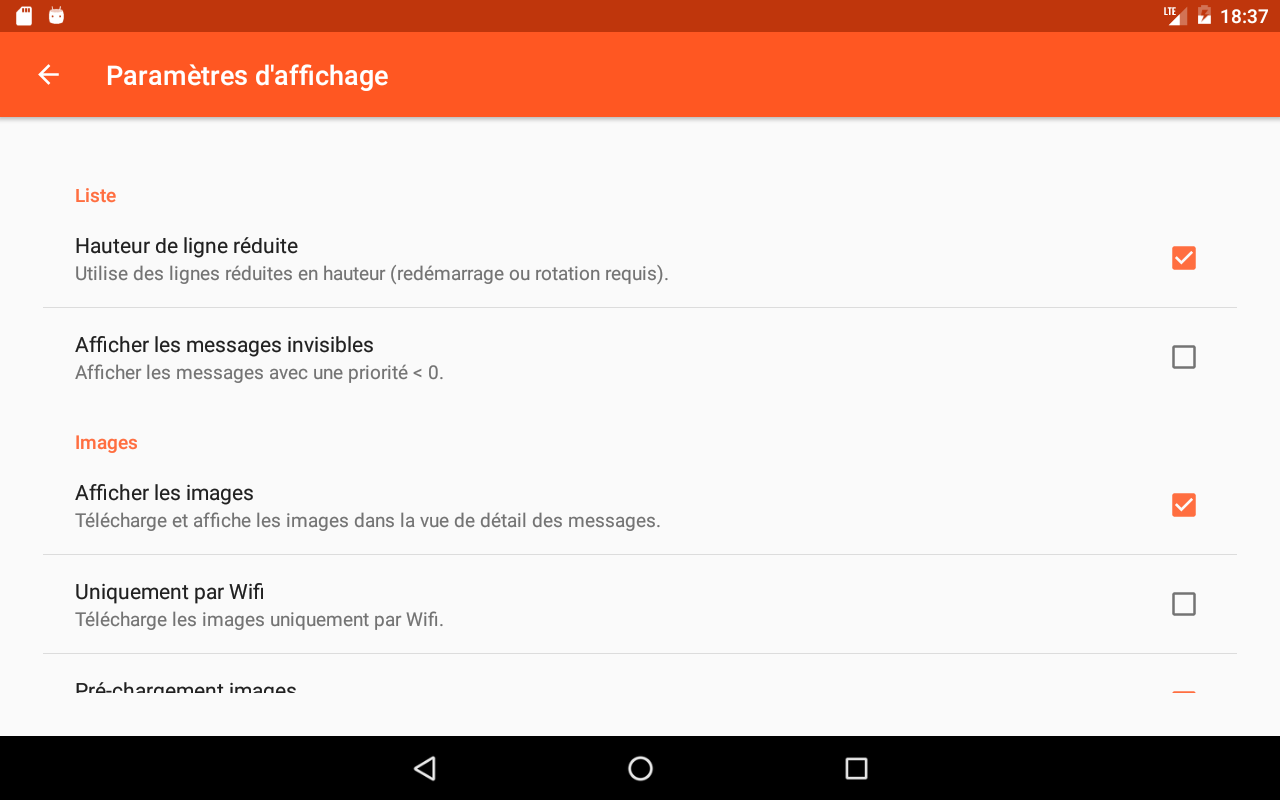 LTE 18:37
Paramètres d'affichage
Liste
Hauteur de ligne réduite
Utilise des lignes réduites en hauteur (redémarrage ou rotation requis).
Afficher les messages invisibles
Afficher les messages avec une priorité < 0.
Images
Afficher les images
Télécharge et affiche les images dans la vue de détail des messages.
Uniquement par Wifi
Télécharge les images uniquement par Wifi.
Pré-chargement images